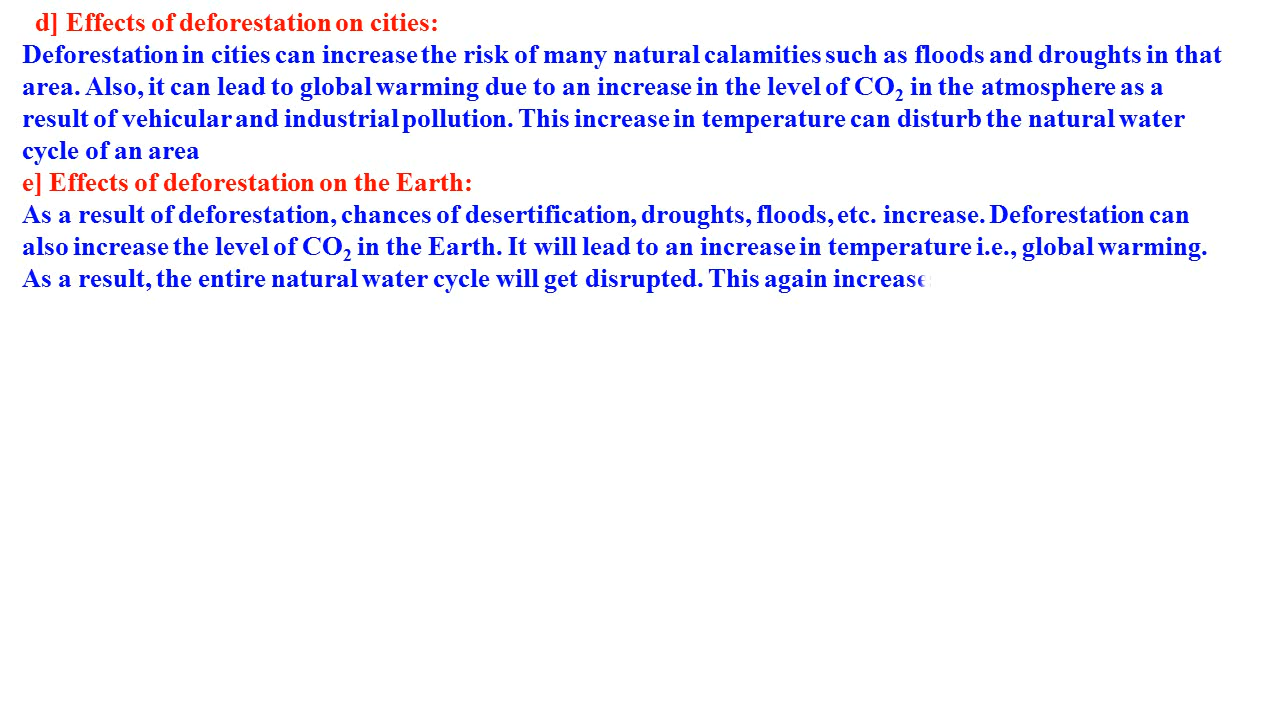 d] Effects of deforestation on cities:
Deforestation in cities can increase the risk of many natural calamities such as floods and droughts in that
area. Also, it can lead to global warming due to an increase in the level of CO₂ in the atmosphere as a
result of vehicular and industrial pollution. This increase in temperature can disturb the natural water
cycle of an area
e] Effects of deforestation on the Earth:
As a result of deforestation, chances of desertification, droughts, floods, etc. increase. Deforestation can
also increase the level of CO₂ in the Earth. It will lead to an increase in temperature i.e., global warming.
As a result, the entire natural water cycle will get disrupted. This again increase